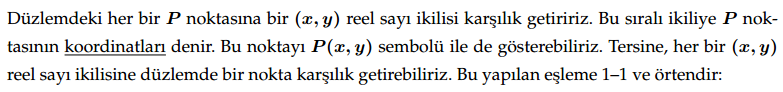 Düzlemdeki her bir P noktasına bir (x, y) reel sayı ikilisi karşılık getiririz. Bu sıralı ikiliye P nok-
tasının koordinatları denir. Bu noktayı P(x, y) sembolü ile de gösterebiliriz. Tersine, her bir (x, y)
reel sayı ikilisine düzlemde bir nokta karşılık getirebiliriz. Bu yapılan eşleme 1–1 ve örtendir: